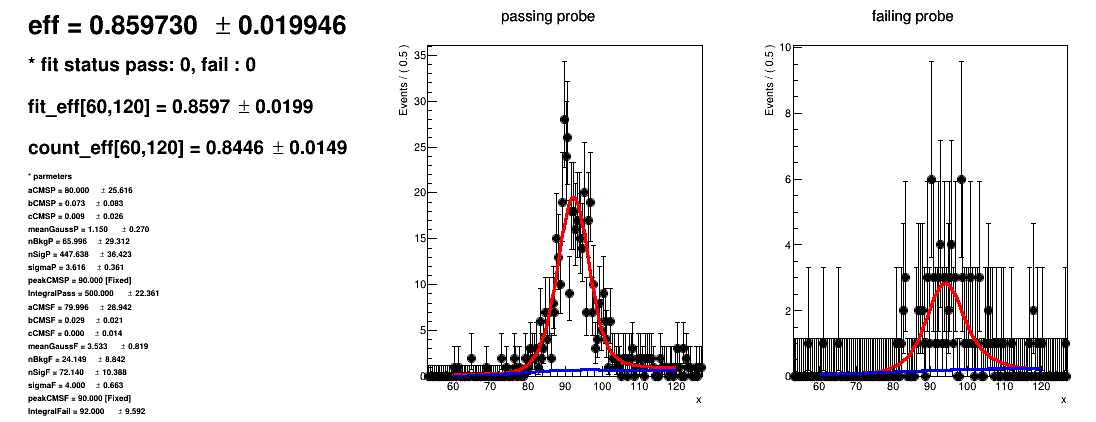 eff = 0.859730 ± 0.019946
* fit status pass: 0, fail : 0
fit_eff[60,120] = 0.8597 ± 0.0199
count_eff[60,120] = 0.8446 ± 0.0149
* parmeters
aCMSP = 80.000 ± 25.616
bCMSP = 0.073 ± 0.083
cCMSP = 0.009 ± 0.026
meanGaussP = 1.150 ± 0.270
nBkgP = 65.996 ± 29.312
nSigP = 447.638 ± 36.423
sigmaP = 3.616 ± 0.361
peakCMSP = 90.000 [Fixed]
IntegralPass = 500.000 ± 22.361
aCMSF = 79.996 ± 28.942
bCMSF = 0.029 ± 0.021
cCMSF = 0.000 ± 0.014
meanGaussF = 3.533 ± 0.819
nBkgF = 24.149 ± 8.842
nSigF = 72.140 ± 10.388
sigmaF = 4.000 ± 0.663
peakCMSF = 90.000 [Fixed]
IntegralFail = 92.000 ± 9.592
passing probe
Events / ( 0.5 )
35
30
25
20
15
10
5
0
60 70 80 90 100 110 120
x
failing probe
Events / ( 0.5 )
10
8
6
4
2
0
60 70 80 90 100 110 120
x